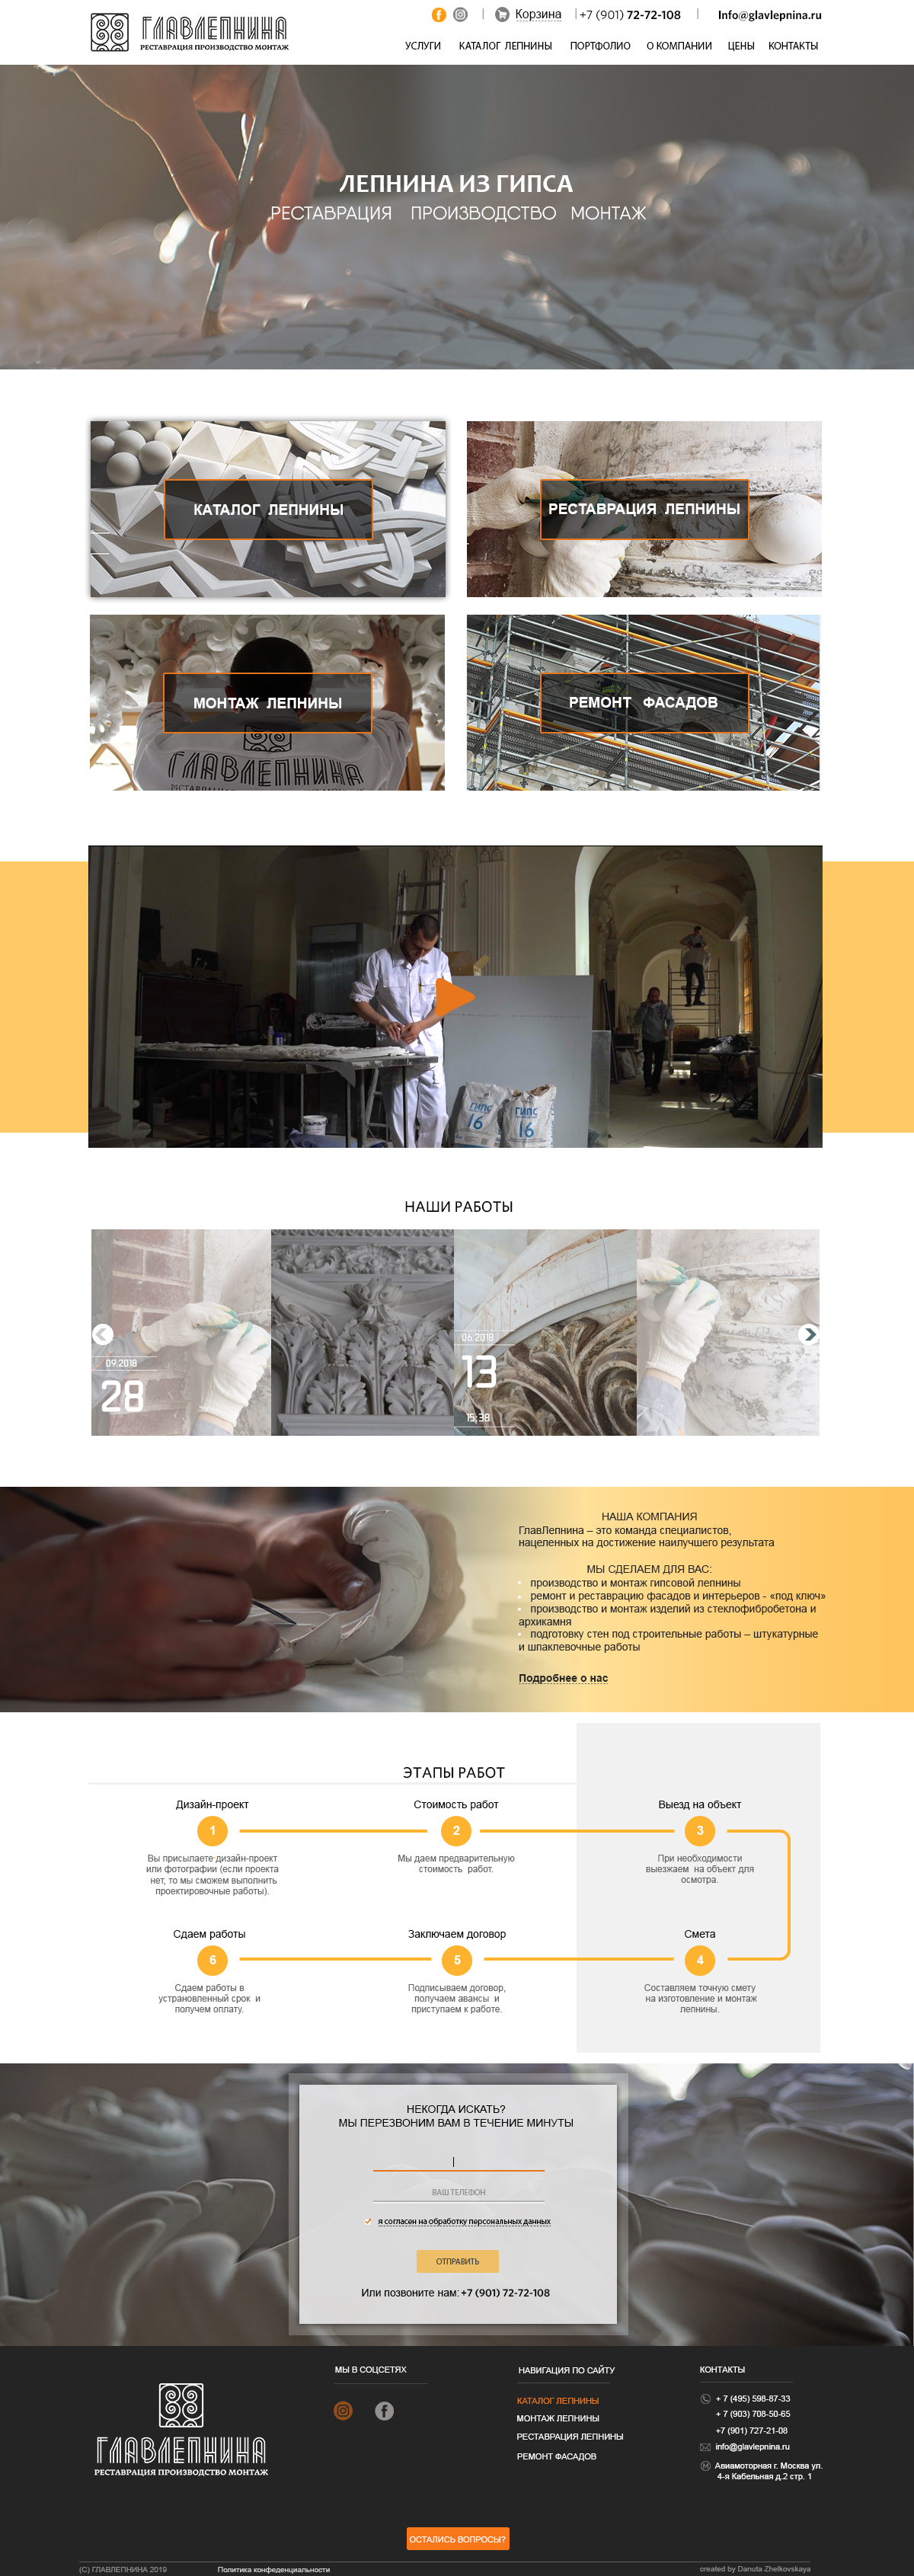 ГЛАВЛЕПНИНА
РЕСТАВРАЦИЯ ПРОИЗВОДСТВО МОНТАЖ
Корзина
+7 (901) 72-72-108
Info@glavlepnina.ru
УСЛУГИ КАТАЛОГ ЛЕПНИНЫ ПОРТФОЛИО О КОМПАНИИ ЦЕНЫ КОНТАКТЫ
ЛЕПНИНА ИЗ ГИПСА
РЕСТАВРАЦИЯ ПРОИЗВОДСТВО МОНТАЖ
КАТАЛОГ ЛЕПНИНЫ
РЕСТАВРАЦИЯ ЛЕПНИНЫ
МОНТАЖ ЛЕПНИНЫ
ГЛАВЛЕПНИНА
РЕМОНТ ФАСАДОВ
ГИПС
16
ГИПС
16
НАШИ РАБОТЫ
09.2018
28
06.2018
13
15;38
НАША КОМПАНИЯ
ГлавЛепнина – это команда специалистов,
нацеленных на достижение наилучшего результата
МЫ СДЕЛАЕМ ДЛЯ ВАС:
• производство и монтаж гипсовой лепнины
• ремонт и реставрацию фасадов и интерьеров - «под ключ»
• производство и монтаж изделий из стеклофибробетона и
архикамня
• подготовку стен под строительные работы – штукатурные
и шпаклевочные работы
Подробнее о нас
ЭТАПЫ РАБОТ
Дизайн-проект
1
Вы присылаете дизайн-проект
или фотографии (если проекта
нет, то мы сможем выполнить
проектировочные работы).
Стоимость работ
2
Мы даем предварительную
стоимость работ.
Выезд на объект
3
При необходимости
выезжаем на объект для
осмотра.
Сдаем работы
6
Сдаем работы в
устрановленный срок и
получем оплату.
Заключаем договор
5
Подписываем договор,
получаем авансы и
приступаем к работе.
Смета
4
Составляем точную смету
на изготовление и монтаж
лепнины.
НЕКОГДА ИСКАТЬ?
МЫ ПЕРЕЗВОНИМ ВАМ В ТЕЧЕНИЕ МИНУТЫ
ВАШ ТЕЛЕФОН
я согласен на обработку персональных данных
ОТПРАВИТЬ
Или позвоните нам:+7 (901) 72-72-108
ГЛАВЛЕПНИНА
РЕСТАВРАЦИЯ ПРОИЗВОДСТВО МОНТАЖ
МЫ В СОЦСЕТЯХ
НАВИГАЦИЯ ПО САЙТУ
КАТАЛОГ ЛЕПНИНЫ
МОНТАЖ ЛЕПНИНЫ
РЕСТАВРАЦИЯ ЛЕПНИНЫ
РЕМОНТ ФАСАДОВ
КОНТАКТЫ
+ 7 (495) 598-87-33
+ 7 (903) 708-50-65
+7 (901) 727-21-08
info@glavlepnina.ru
Авиамоторная г. Москва ул.
4-я Кабельная д.2 стр. 1
ОСТАЛИСЬ ВОПРОСЫ?
(C) ГЛАВЛЕПНИНА 2019
Политика конфеденциальности
created by Danuta Zhelkovskaya